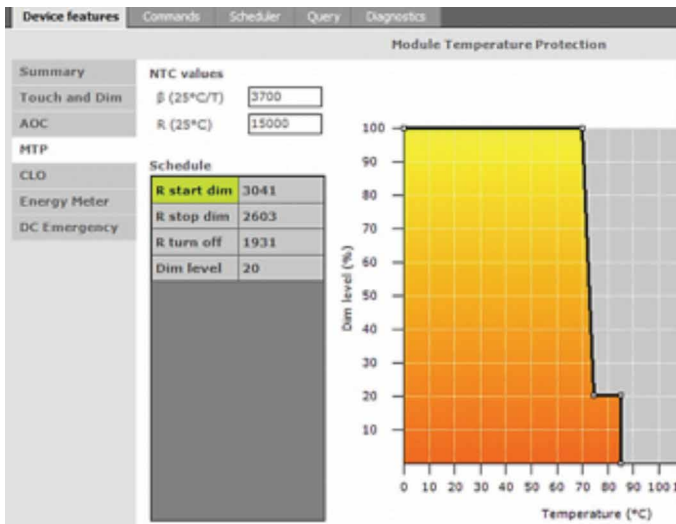 Device features Commands Scheduler Query Diagnostics
Module Temperature Protection
Summary
Touch and Dim
AOC
MTP
CLO
Energy Meter
DC Emergency
NTC values
β (25°C/T) 3700
R (25°C) 15000
Schedule
R start dim 3041
R stop dim 2603
R turn off 1931
Dim level 20
Dim level (%)
100
90
80
70
60
50
40
30
20
10
0 10 20 30 40 50 60 70 80 90 100
Temperature (°C)